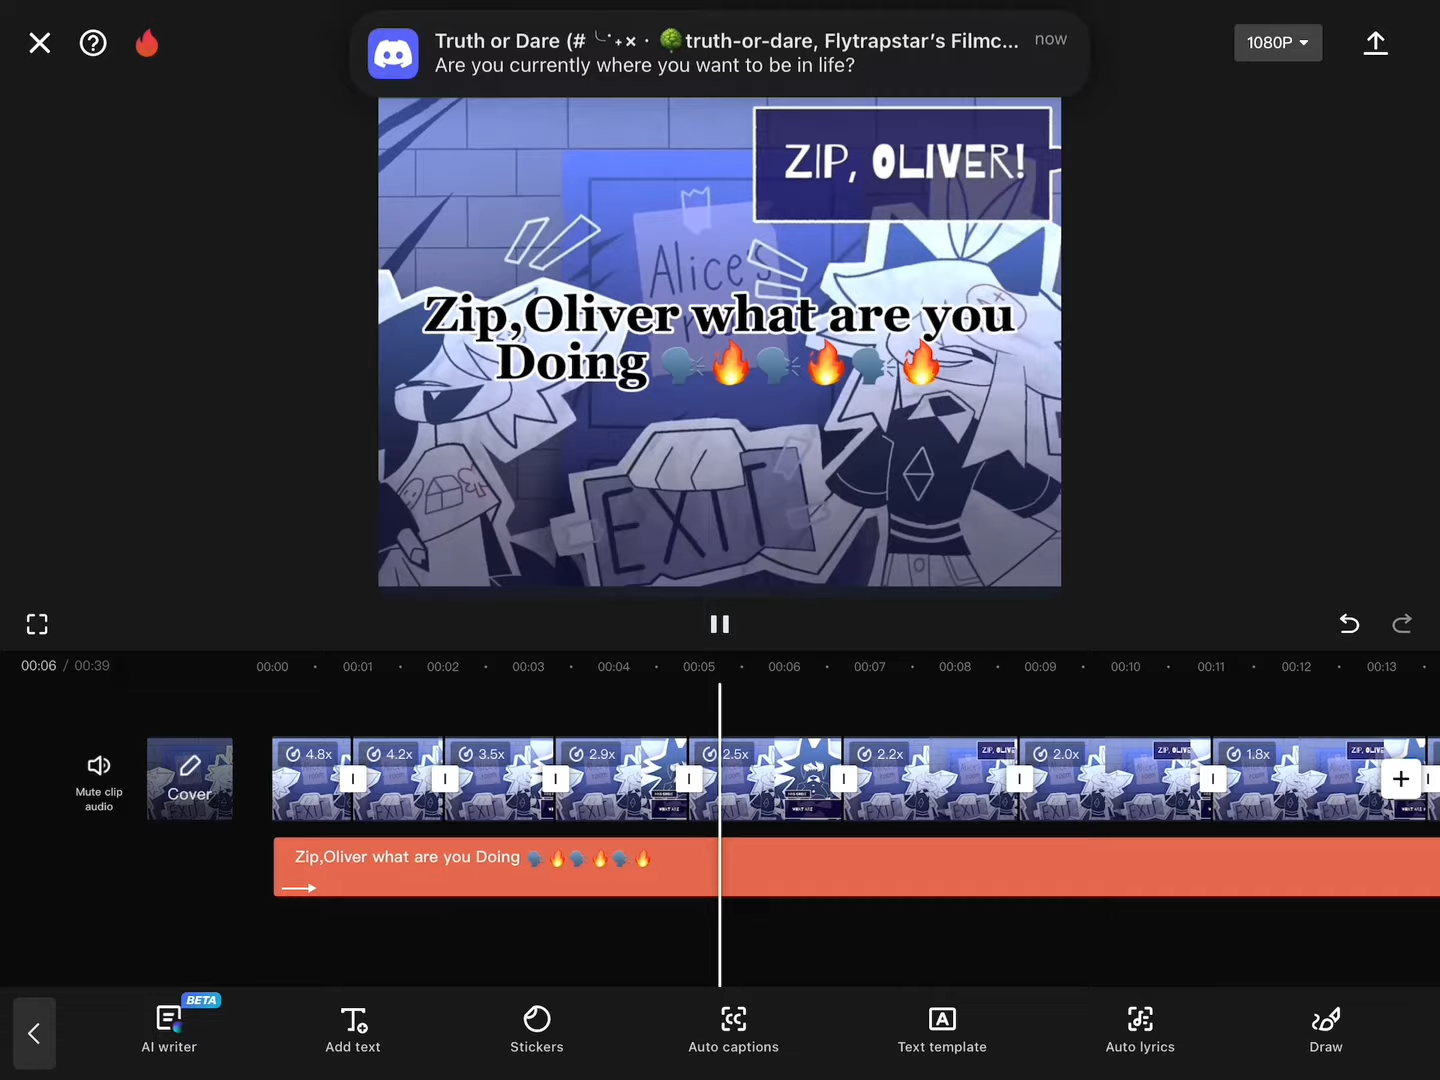 Truth or Dare (# ╰˚₊✗ · 🌳truth-or-dare, Flytrapstar’s Filmc...
now
Are you currently where you want to be in life?
1080P
ZIP, OLIVER!
Alice's
Zip,Oliver what are you
Doing 🗣️🔥🗣️🔥🗣️🔥
EXIT
00:06 / 00:39
00:00 00:01 00:02 00:03 00:04 00:05 00:06 00:07 00:08 00:09 00:10 00:11 00:12 00:13
4.8x 4.2x 3.5x 2.9x 2.5x 2.2x 2.0x 1.8x
Mute clip
audio
Cover
Zip,Oliver what are you Doing 🗣️🔥🗣️🔥🗣️🔥
BETA
AI writer
Add text
Stickers
Auto captions
Text template
Auto lyrics
Draw